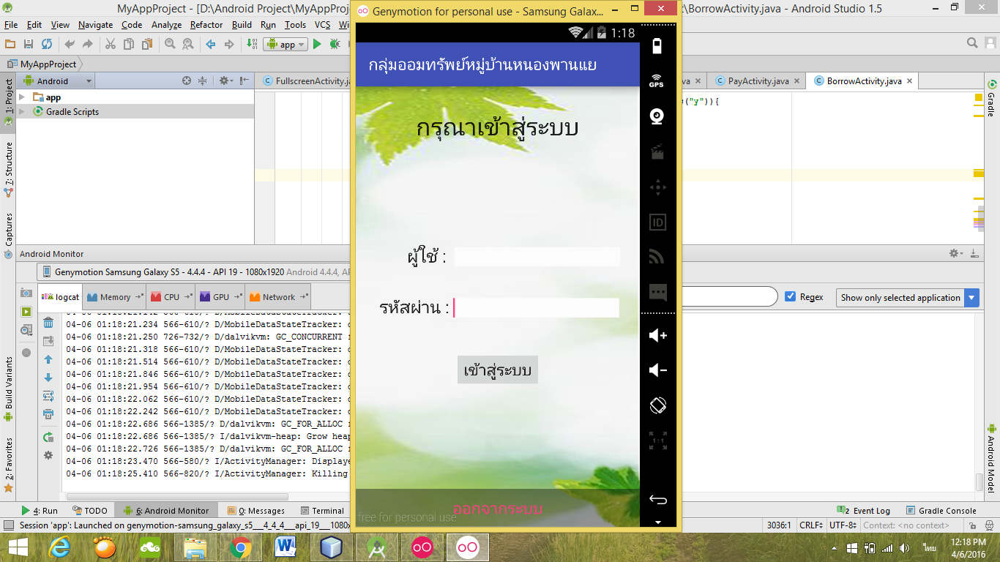 MyAppProject - [D:\Android Project\MyAppProj
Genymotion for personal use - Samsung Galax...
\BorrowActivity.java - Android Studio 1.5
File Edit View Navigate Code Analyze Refactor Build Run Tools VCS Wi
app
MyAppProject
1: Project
7: Structure
Captures
Build Variants
2: Favorites
Android
app
Gradle Scripts
FullscreenActivity.j
va
PayActivity.java
BorrowActivity.java
("y")){
Gradle
Android Model
1:18
กลุ่มออมทรัพย์หมู่บ้านหนองพานแย
กรุณาเข้าสู่ระบบ
ผู้ใช้ :
รหัสผ่าน :
เข้าสู่ระบบ
ออกจากระบบ
free for personal use
GPS
ID
1:1
Android Monitor
Genymotion Samsung Galaxy S5 - 4.4.4 - API 19 - 1080x1920 Android 4.4.4, AP
logcat Memory CPU GPU Network
Regex
Show only selected application
04-06 01:18:21.234 566-610/? D/MobileDataStateTracker:
04-06 01:18:21.250 726-732/? D/dalvikvm: GC_CONCURRENT
04-06 01:18:21.318 566-610/? D/MobileDataStateTracker:
04-06 01:18:21.514 566-610/? D/MobileDataStateTracker:
04-06 01:18:21.846 566-610/? D/MobileDataStateTracker:
04-06 01:18:21.954 566-610/? D/MobileDataStateTracker:
04-06 01:18:22.062 566-610/? D/MobileDataStateTracker:
04-06 01:18:22.242 566-610/? D/MobileDataStateTracker:
04-06 01:18:22.686 566-1385/? D/dalvikvm: GC_FOR_ALLOC
04-06 01:18:22.686 566-1385/? I/dalvikvm-heap: Grow heap
04-06 01:18:22.726 566-1385/? D/dalvikvm: GC_FOR_ALLOC
04-06 01:18:23.470 566-580/? I/ActivityManager: Displaye
04-06 01:18:25.410 566-820/? I/ActivityManager: Killing
4: Run TODO 6: Android Monitor 0: Messages Terminal
2 Event Log Gradle Console
Session 'app': Launched on genymotion-samsung_galaxy_s5___4_4_4___api_19___1080x
3036:1 CRLF UTF-8 Context: <no context>
ไทย
12:18 PM
4/6/2016